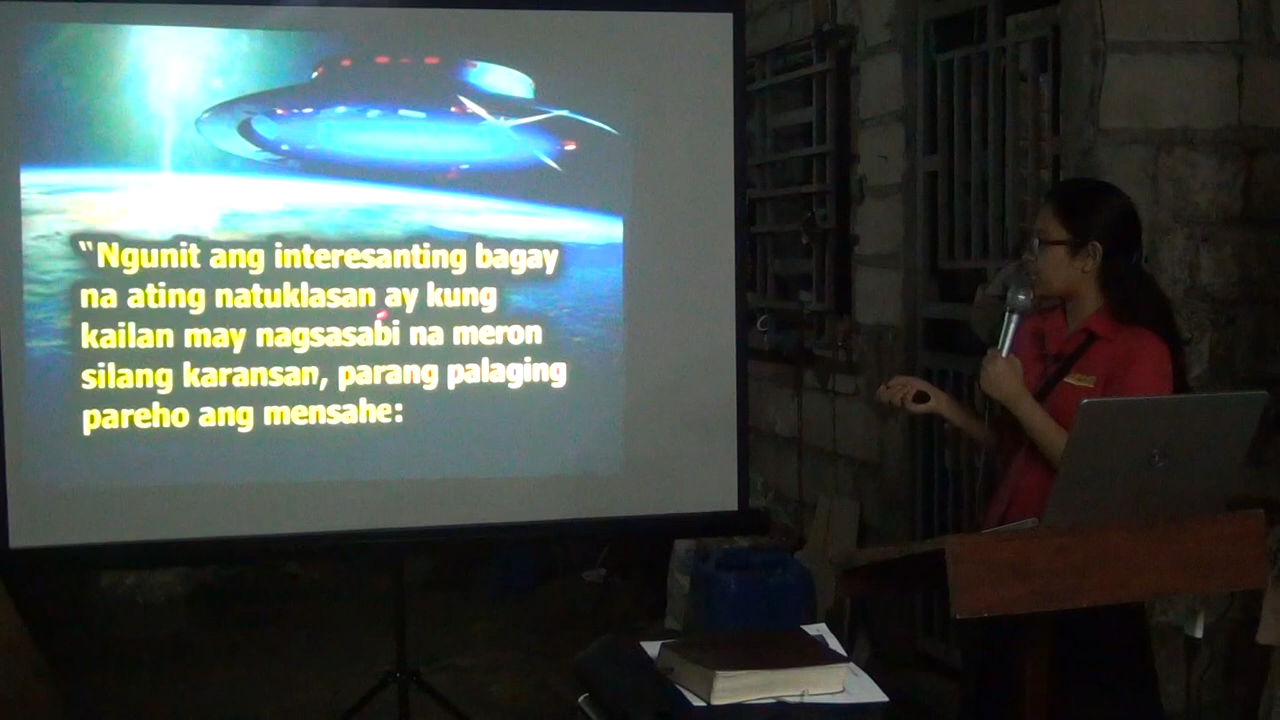 “Ngunit ang interesanting bagay
na ating natuklasan ay kung
kailan may nagsasabi na meron
silang karansan, parang palaging
pareho ang mensahe: